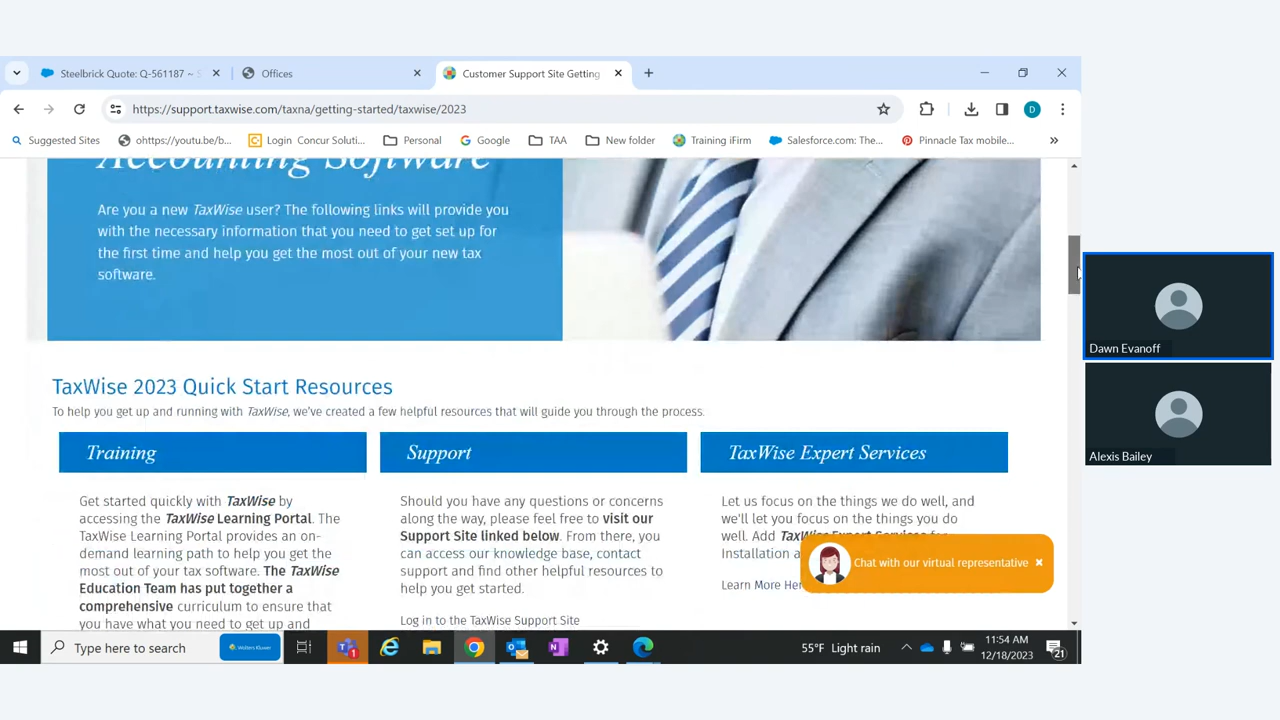 Steelbrick Quote: Q-561187 ~
Offices
Customer Support Site Getting
https://support.taxwise.com/taxna/getting-started/taxwise/2023
D
Suggested Sites
ohttps://youtu.be/b...
Login Concur Soluti...
Personal
Google
TAA
New folder
Training iFirm
Salesforce.com: The...
Pinnacle Tax mobile...
»
Accounting Software
Are you a new TaxWise user? The following links will provide you
with the necessary information that you need to get set up for
the first time and help you get the most out of your new tax
software.
TaxWise 2023 Quick Start Resources
To help you get up and running with TaxWise, we've created a few helpful resources that will guide you through the process.
Training
Get started quickly with TaxWise by
accessing the TaxWise Learning Portal. The
TaxWise Learning Portal provides an on-
demand learning path to help you get the
most out of your tax software. The TaxWise
Education Team has put together a
comprehensive curriculum to ensure that
you have what you need to get up and
Support
Should you have any questions or concerns
along the way, please feel free to visit our
Support Site linked below. From there, you
can access our knowledge base, contact
support and find other helpful resources to
help you get started.
Log in to the TaxWise Support Site
TaxWise Expert Services
Let us focus on the things we do well, and
we'll let you focus on the things you do
well. Add TaxWise Expert Services for
Installation a
Learn More Her
Chat with our virtual representative
Dawn Evanoff
Alexis Bailey
Type here to search
Wolters Kluwer
1
55°F Light rain
11:54 AM
12/18/2023
21